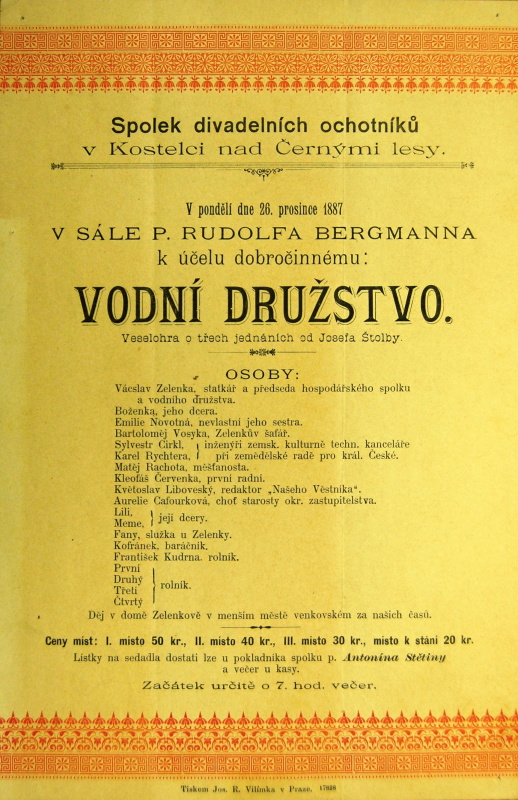 Spolek divadelních ochotníků
v Kostelci nad Černými lesy.
V pondělí dne 26. prosince 1887
V SÁLE P. RUDOLFA BERGMANNA
k účelu dobročinnému:
VODNÍ DRUŽSTVO.
Veselohra o třech jednáních od Josefa Štolby.
OSOBY:
Vácslav Zelenka, statkář a předseda hospodářského spolku
a vodního družstva.
Boženka, jeho dcera.
Emilie Novotná, nevlastní jeho sestra.
Bartoloměj Vosyka, Zelenkův šafář.
Sylvestr Cirkl, inženýři zemsk. kulturně techn. kanceláře
Karel Rychtera, při zemědělské radě pro král. České.
Matěj Rachota, měšťanosta.
Kleofáš Červenka, první radní.
Květoslav Liboveský, redaktor „Našeho Věstníka“.
Aurelie Cafourková, choť starosty okr. zastupitelstva.
Lili,
Meme, její dcery.
Fany, služka u Zelenky.
Kofránek, baráčník.
František Kudrna, rolník.
První
Druhý
Třetí rolník.
Čtvrtý
Děj v domě Zelenkově v menším městě venkovském za našich časů.
Ceny míst: I. místo 50 kr., II. místo 40 kr., III. místo 30 kr., místo k stání 20 kr.
Lístky na sedadla dostati lze u pokladníka spolku p. Antonína Štětiny
a večer u kasy.
Začátek určitě o 7. hod. večer.
Tiskem Jos. R. Vilímka v Praze. 17828